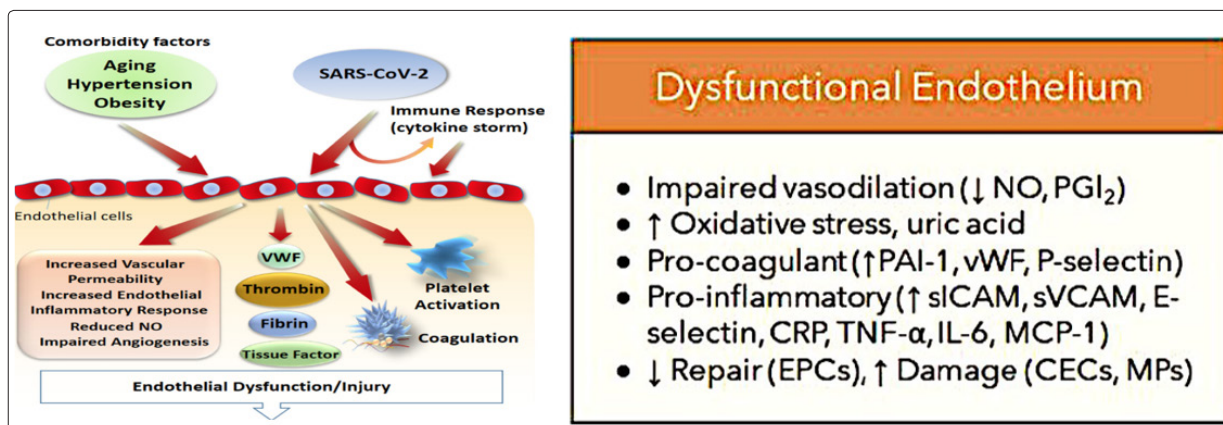 Comorbidity factors
Aging
Hypertension
Obesity
SARS-CoV-2
Immune Response
(cytokine storm)
Endothelial cells
Increased Vascular
Permeability
Increased Endothelial
Inflammatory Response
Reduced NO
Impaired Angiogenesis
VWF
Thrombin
Fibrin
Tissue Factor
Platelet
Activation
Coagulation
Endothelial Dysfunction/Injury
Dysfunctional Endothelium
• Impaired vasodilation (↓ NO, PGI₂)
• ↑ Oxidative stress, uric acid
• Pro-coagulant (↑PAI-1, vWF, P-selectin)
• Pro-inflammatory (↑ sICAM, sVCAM, E-
selectin, CRP, TNF-α, IL-6, MCP-1)
• ↓ Repair (EPCs), ↑ Damage (CECs, MPs)